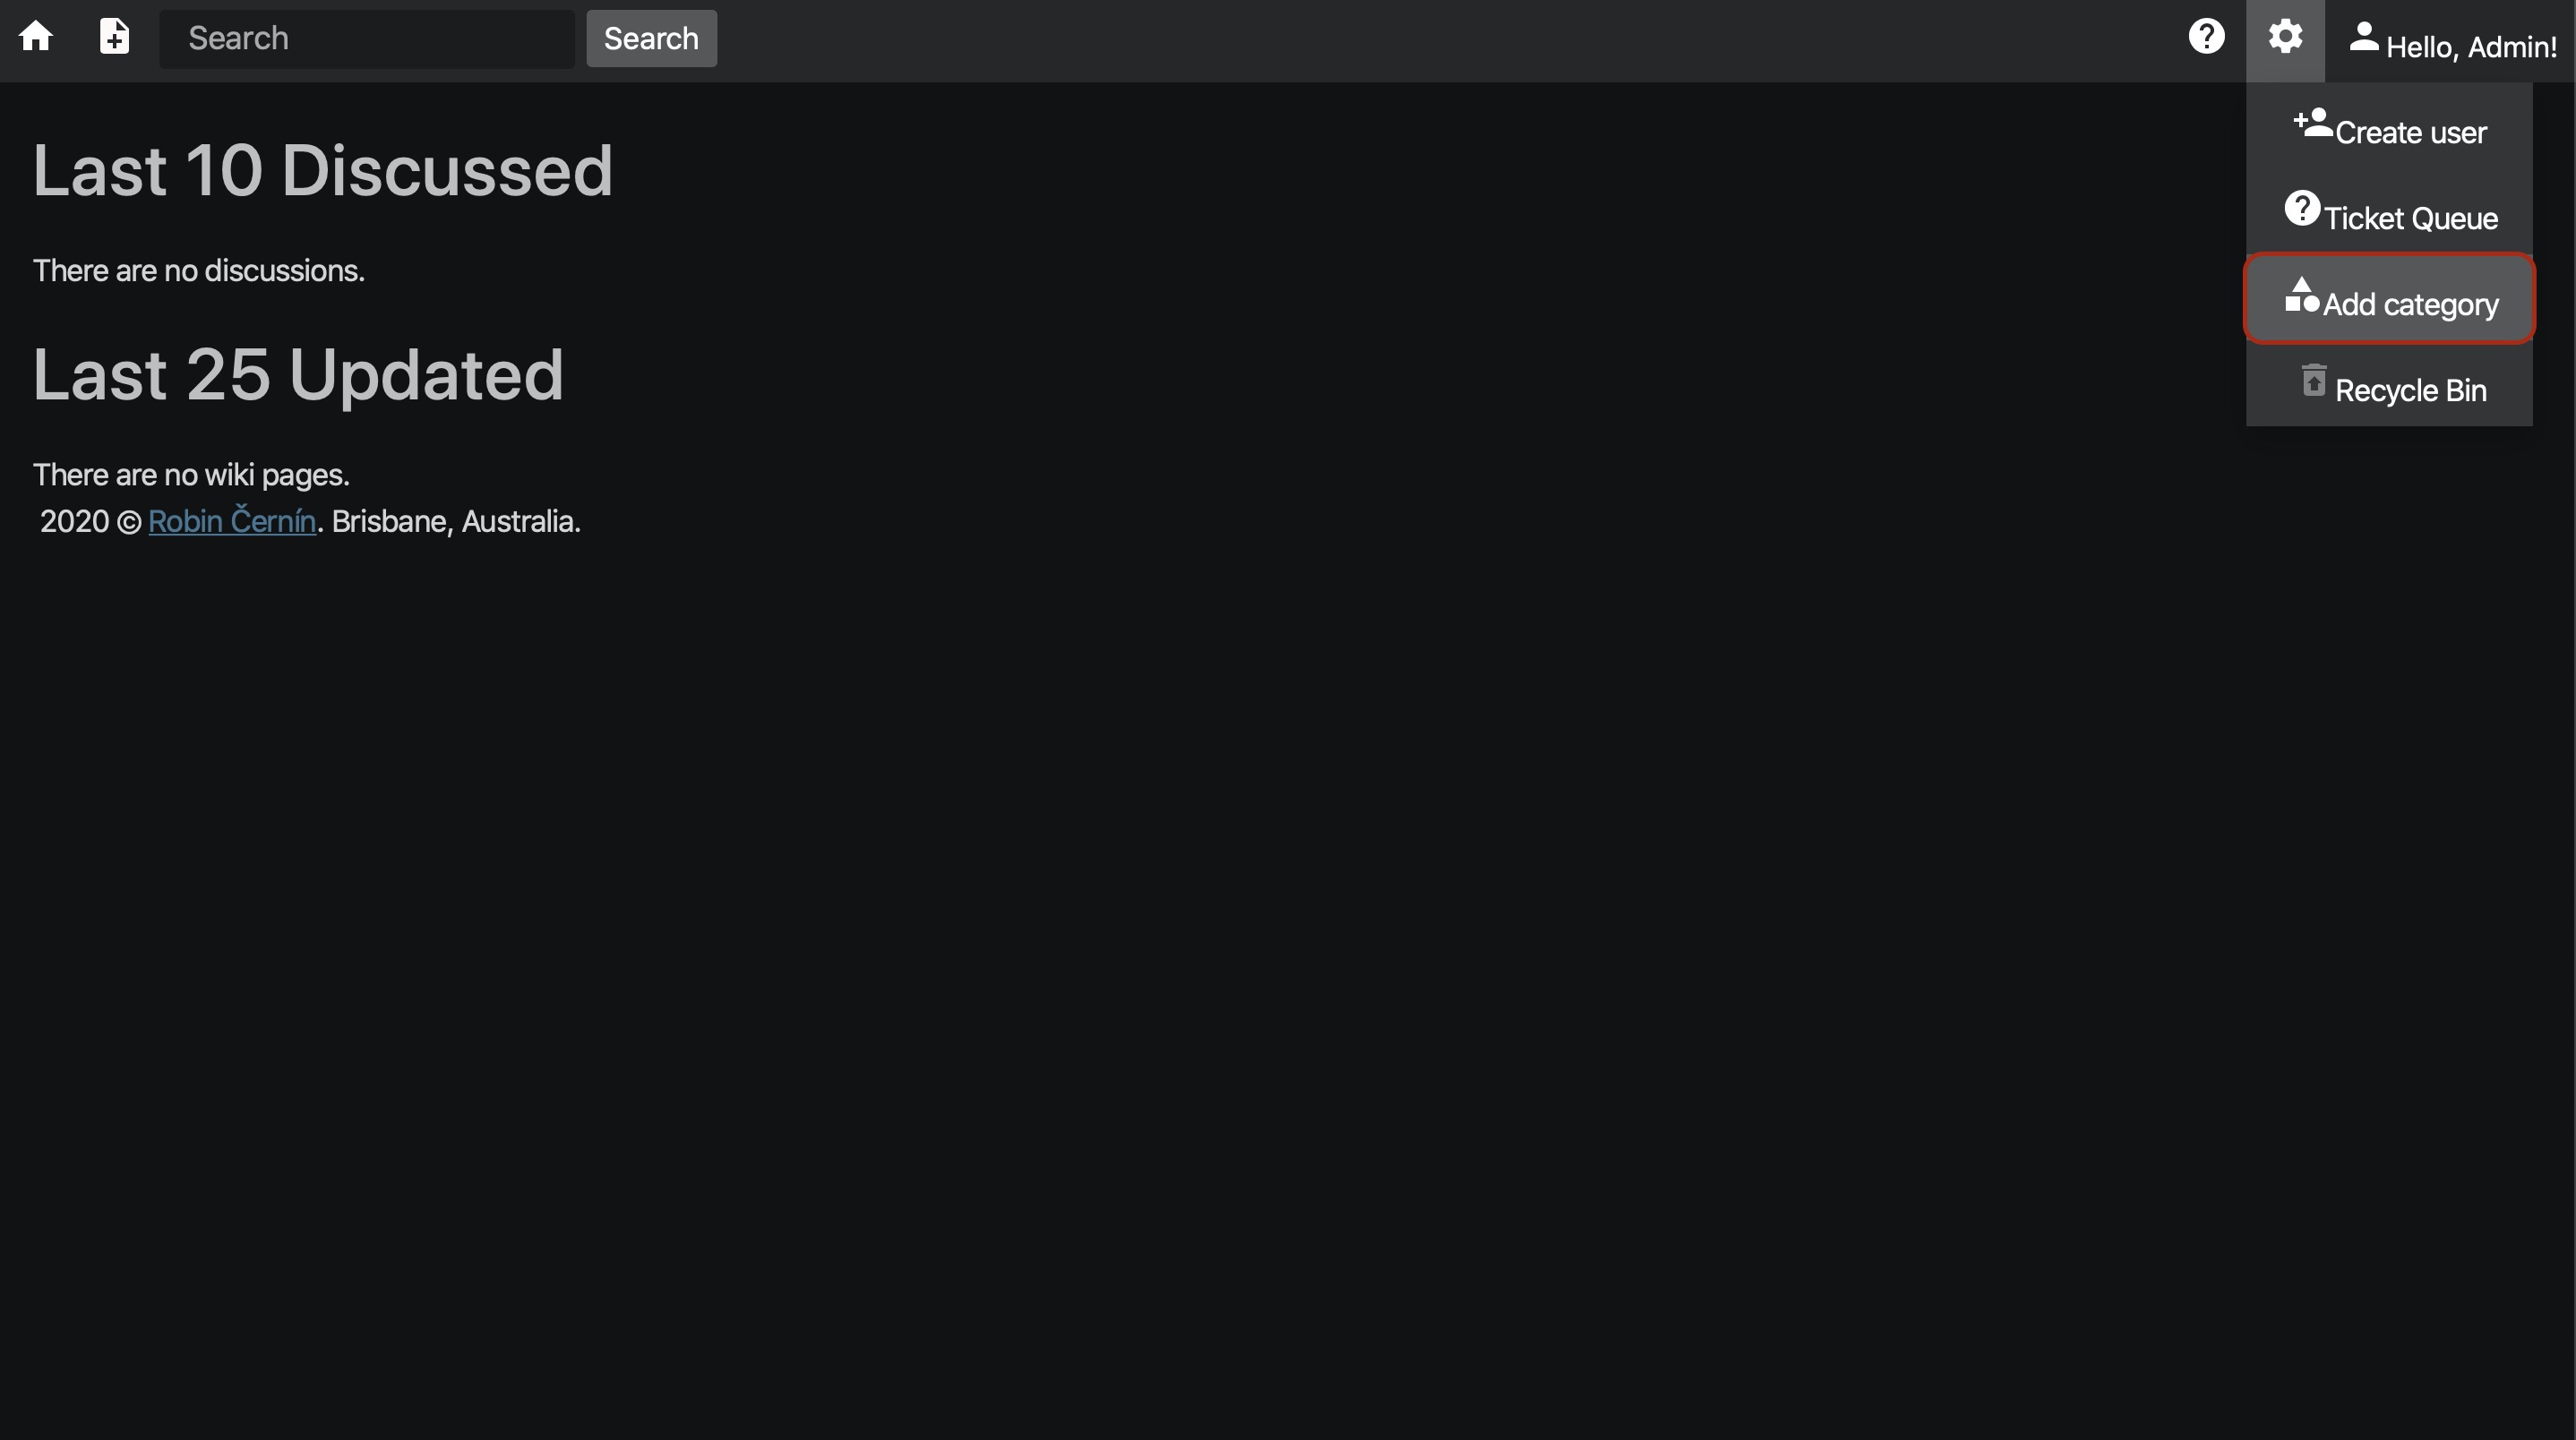 Search
Search
Hello, Admin!
Create user
Ticket Queue
Add category
Recycle Bin
Last 10 Discussed
There are no discussions.
Last 25 Updated
There are no wiki pages.
2020 © Robin Černín. Brisbane, Australia.